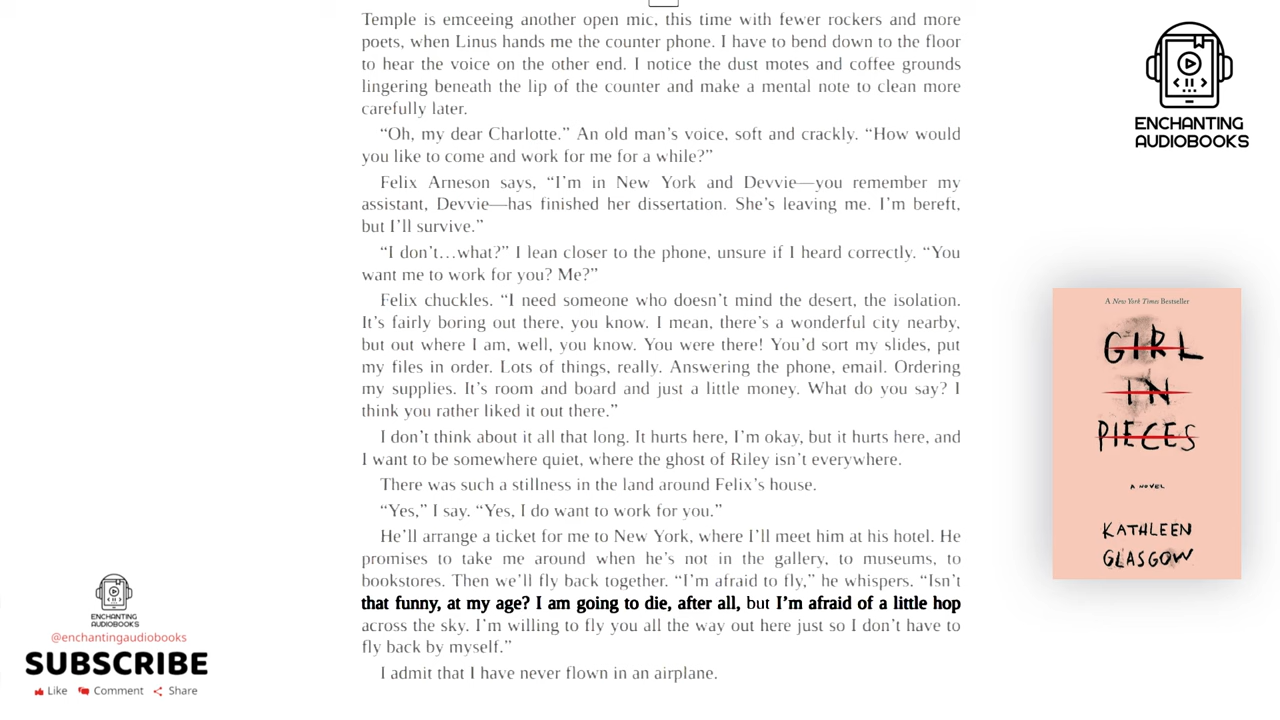 Temple is emceeing another open mic, this time with fewer rockers and more
poets, when Linus hands me the counter phone. I have to bend down to the floor
to hear the voice on the other end. I notice the dust motes and coffee grounds
lingering beneath the lip of the counter and make a mental note to clean more
carefully later.
“Oh, my dear Charlotte.” An old man’s voice, soft and crackly. “How would
you like to come and work for me for a while?”
Felix Arneson says, “I’m in New York and Devvie—you remember my
assistant, Devvie—has finished her dissertation. She’s leaving me. I’m bereft,
but I’ll survive.”
“I don’t…what?” I lean closer to the phone, unsure if I heard correctly. “You
want me to work for you? Me?”
Felix chuckles. “I need someone who doesn’t mind the desert, the isolation.
It’s fairly boring out there, you know. I mean, there’s a wonderful city nearby,
but out where I am, well, you know. You were there! You’d sort my slides, put
my files in order. Lots of things, really. Answering the phone, email. Ordering
my supplies. It’s room and board and just a little money. What do you say? I
think you rather liked it out there.”
I don’t think about it all that long. It hurts here, I’m okay, but it hurts here, and
I want to be somewhere quiet, where the ghost of Riley isn’t everywhere.
There was such a stillness in the land around Felix’s house.
“Yes,” I say. “Yes, I do want to work for you.”
He’ll arrange a ticket for me to New York, where I’ll meet him at his hotel. He
promises to take me around when he’s not in the gallery, to museums, to
bookstores. Then we’ll fly back together. “I’m afraid to fly,” he whispers. “Isn’t
that funny, at my age? I am going to die, after all, but I’m afraid of a little hop
across the sky. I’m willing to fly you all the way out here just so I don’t have to
fly back by myself.”
I admit that I have never flown in an airplane.
ENCHANTING
AUDIOBOOKS
A New York Times Bestseller
GIRL
IN
PIECES
A NOVEL
KATHLEEN
GLASGOW
ENCHANTING
AUDIOBOOKS
@enchantingaudiobooks
SUBSCRIBE
Like Comment Share